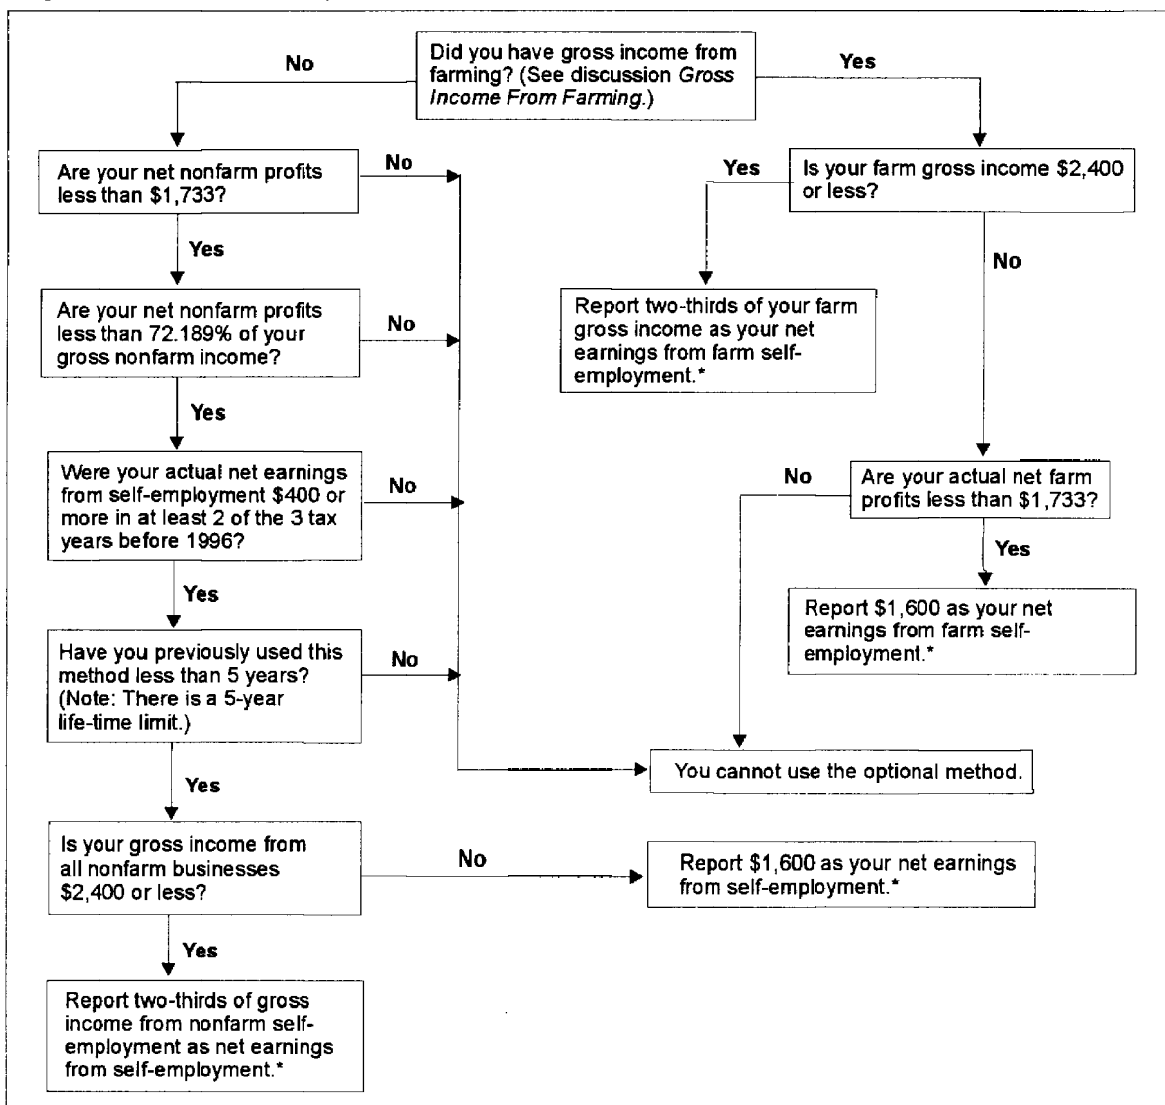 Did you have gross income from
farming? (See discussion Gross
Income From Farming.)
No
Yes
Are your net nonfarm profits
less than $1,733?
No
Yes
Is your farm gross income $2,400
or less?
Yes
No
Are your net nonfarm profits
less than 72.189% of your
gross nonfarm income?
No
Report two-thirds of your farm
gross income as your net
earnings from farm self-
employment.*
Yes
Were your actual net earnings
from self-employment $400 or
more in at least 2 of the 3 tax
years before 1996?
No
No
Are your actual net farm
profits less than $1,733?
Yes
Yes
Report $1,600 as your net
earnings from farm self-
employment.*
Have you previously used this
method less than 5 years?
(Note: There is a 5-year
life-time limit.)
No
You cannot use the optional method.
Yes
Is your gross income from
all nonfarm businesses
$2,400 or less?
No
Report $1,600 as your net earnings
from self-employment.*
Yes
Report two-thirds of gross
income from nonfarm self-
employment as net earnings
from self-employment.*